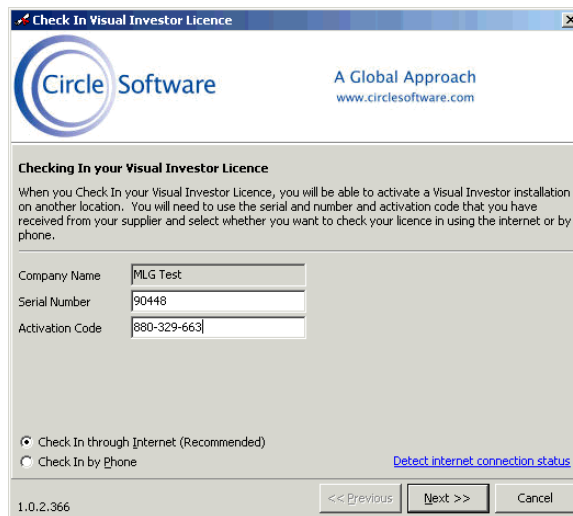 Check In Visual Investor Licence
Circle Software
A Global Approach
www.circlesoftware.com
Checking In your Visual Investor Licence
When you Check In your Visual Investor Licence, you will be able to activate a Visual Investor installation
on another location. You will need to use the serial and number and activation code that you have
received from your supplier and select whether you want to check your licence in using the internet or by
phone.
Company Name MLG Test
Serial Number 90448
Activation Code 880-329-663
Check In through Internet (Recommended)
Check In by Phone
Detect internet connection status
1.0.2.366
<< Previous
Next >>
Cancel